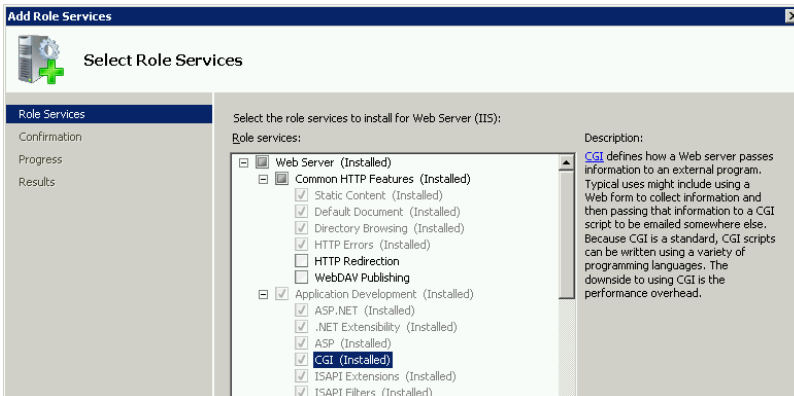 Add Role Services
Select Role Services
Role Services
Confirmation
Progress
Results
Select the role services to install for Web Server (IIS):
Role services:
Web Server (Installed)
Common HTTP Features (Installed)
Static Content (Installed)
Default Document (Installed)
Directory Browsing (Installed)
HTTP Errors (Installed)
HTTP Redirection
WebDAV Publishing
Application Development (Installed)
ASP.NET (Installed)
.NET Extensibility (Installed)
ASP (Installed)
CGI (Installed)
ISAPI Extensions (Installed)
ISAPI Filters (Installed)
Description:
CGI defines how a Web server passes
information to an external program.
Typical uses might include using a
Web form to collect information and
then passing that information to a CGI
script to be emailed somewhere else.
Because CGI is a standard, CGI scripts
can be written using a variety of
programming languages. The
downside to using CGI is the
performance overhead.